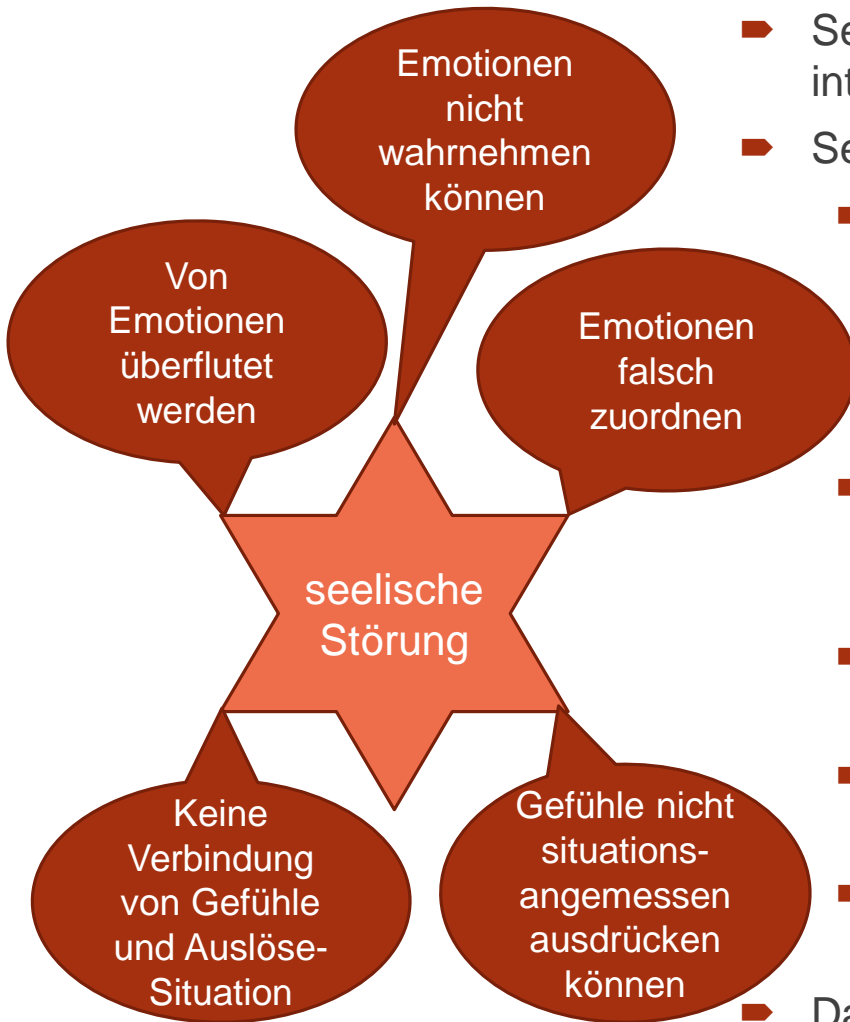 Emotionen
nicht
wahrnehmen
können
Von
Emotionen
überflutet
werden
Emotionen
falsch
zuordnen
seelische
Störung
Keine
Verbindung
von Gefühle
und Auslöse-
Situation
Gefühle nicht
situations-
angemessen
ausdrücken
können